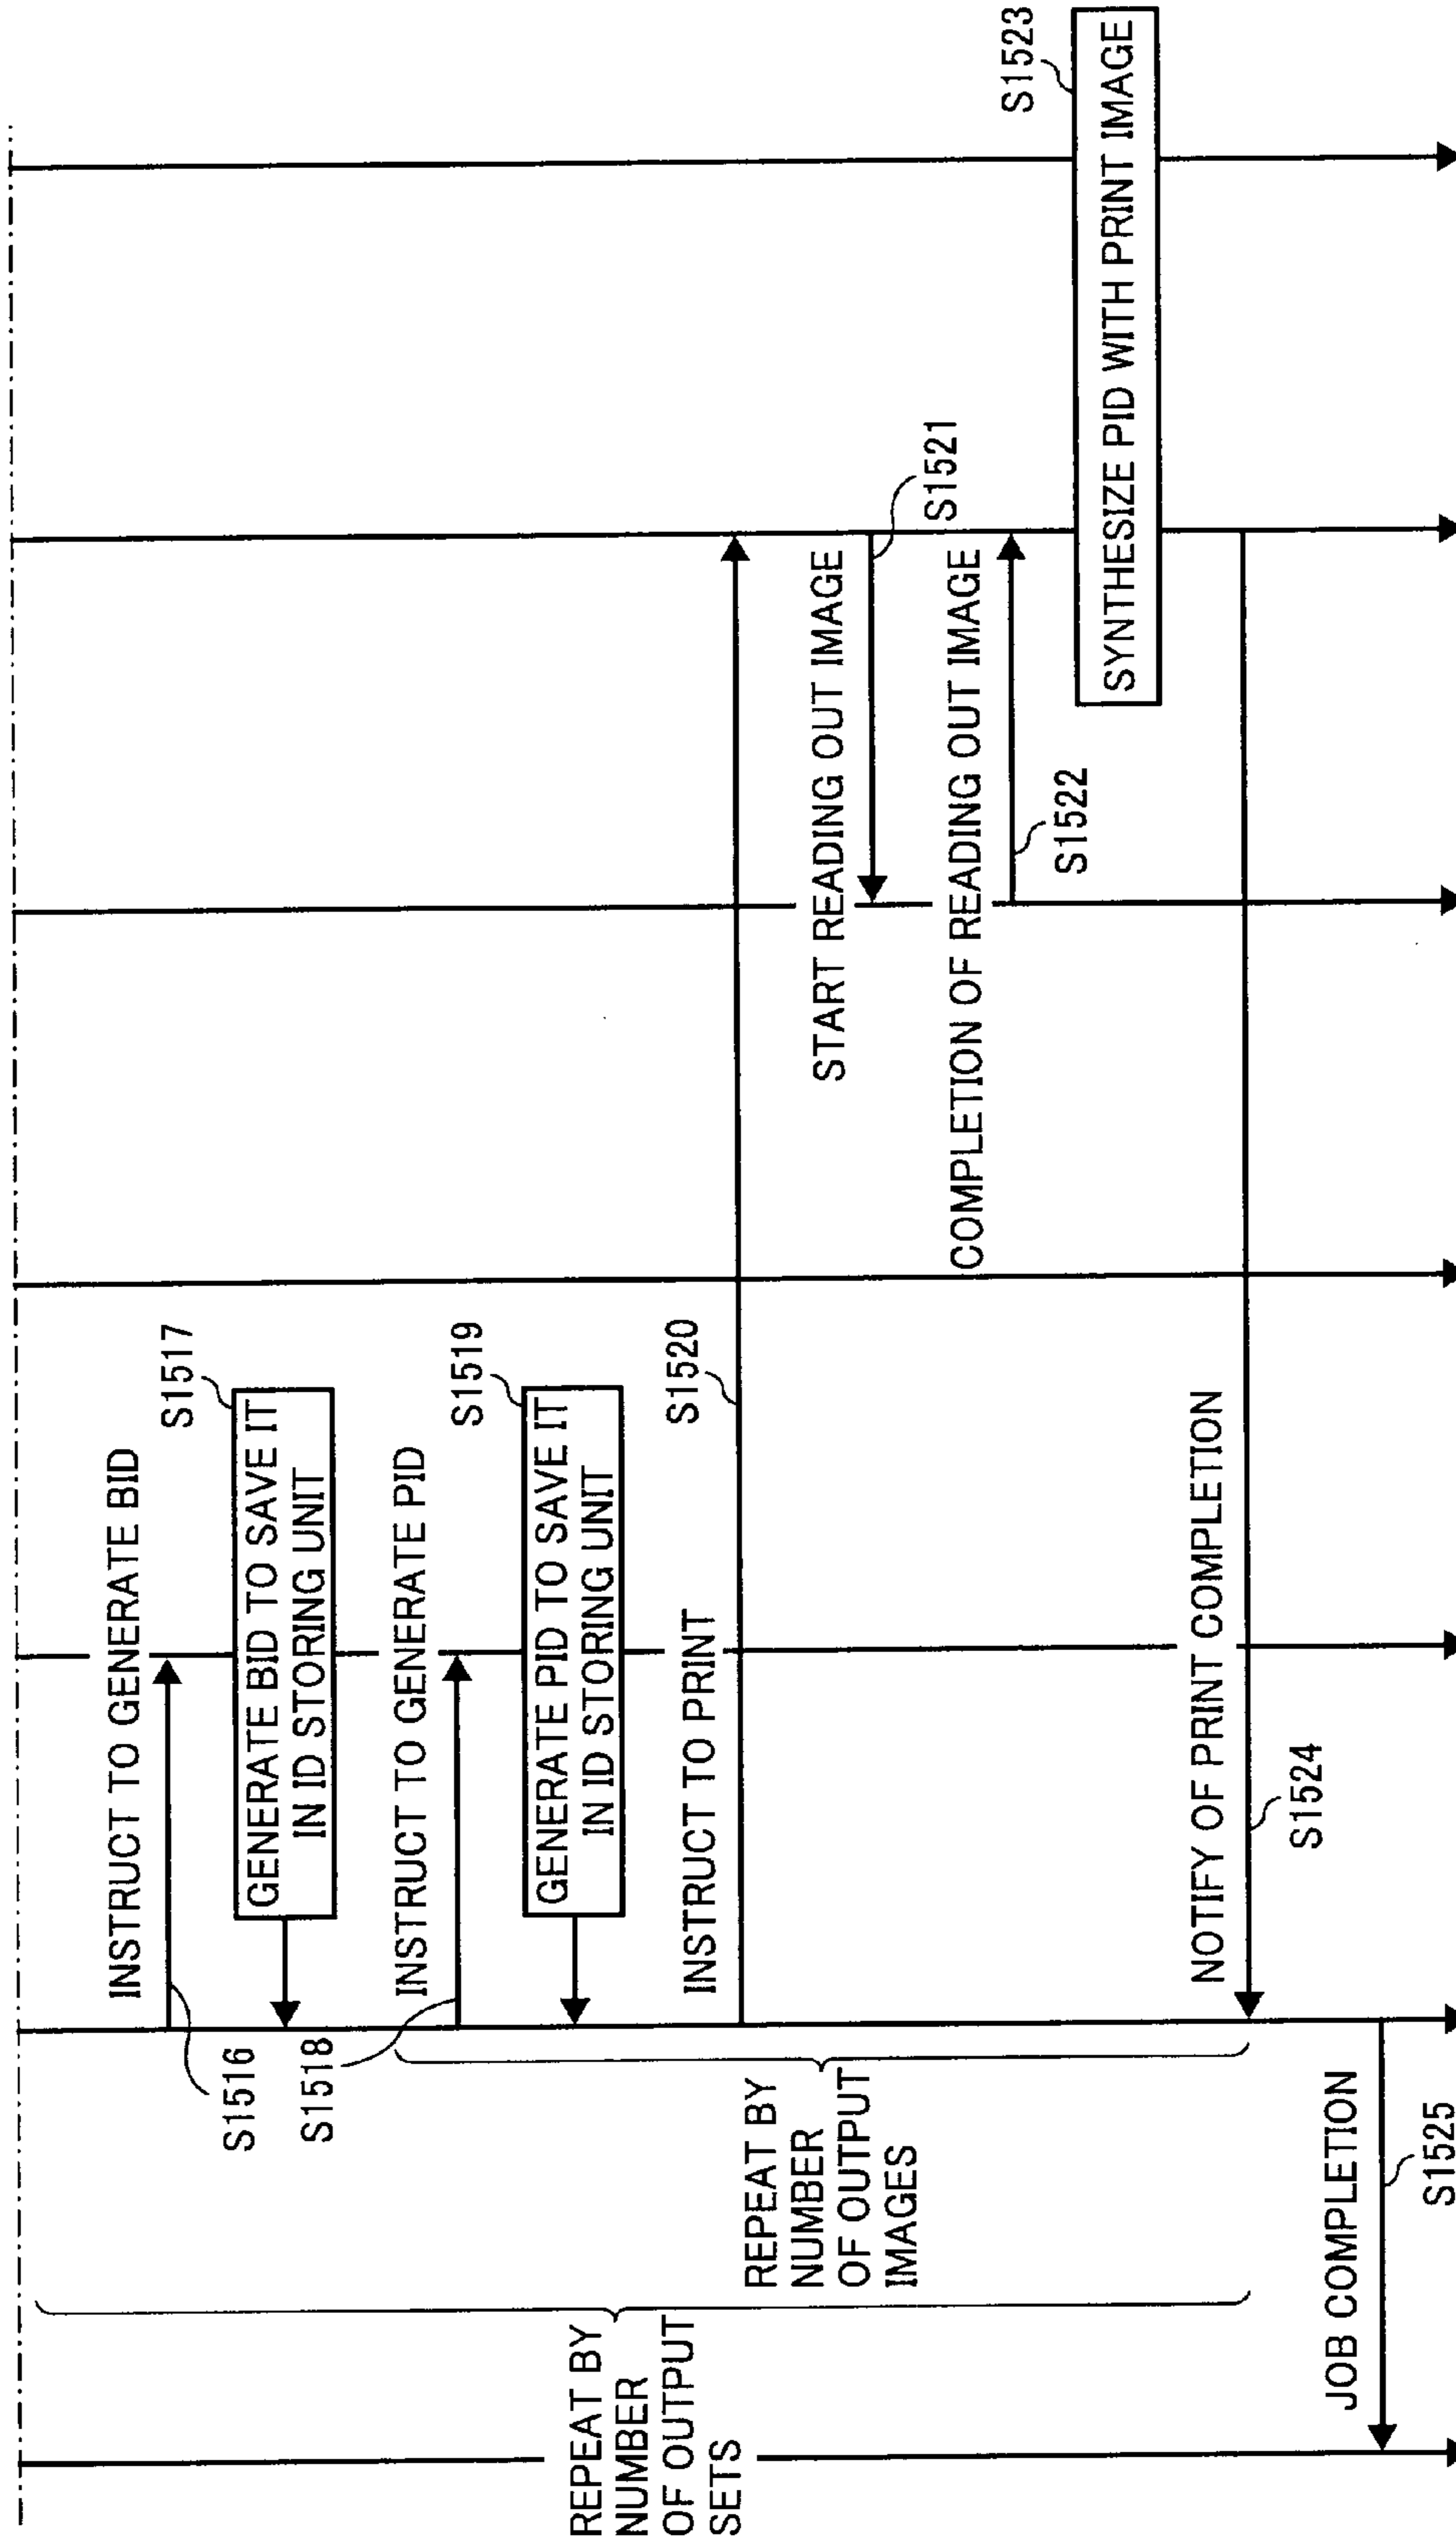 INSTRUCT TO GENERATE BID
S1516
S1517
GENERATE BID TO SAVE IT
IN ID STORING UNIT
INSTRUCT TO GENERATE PID
S1518
S1519
GENERATE PID TO SAVE IT
IN ID STORING UNIT
INSTRUCT TO PRINT
S1520
START READING OUT IMAGE
S1521
COMPLETION OF READING OUT IMAGE
S1522
S1523
SYNTHESIZE PID WITH PRINT IMAGE
NOTIFY OF PRINT COMPLETION
S1524
REPEAT BY
NUMBER
OF OUTPUT
IMAGES
REPEAT BY
NUMBER
OF OUTPUT
SETS
JOB COMPLETION
S1525